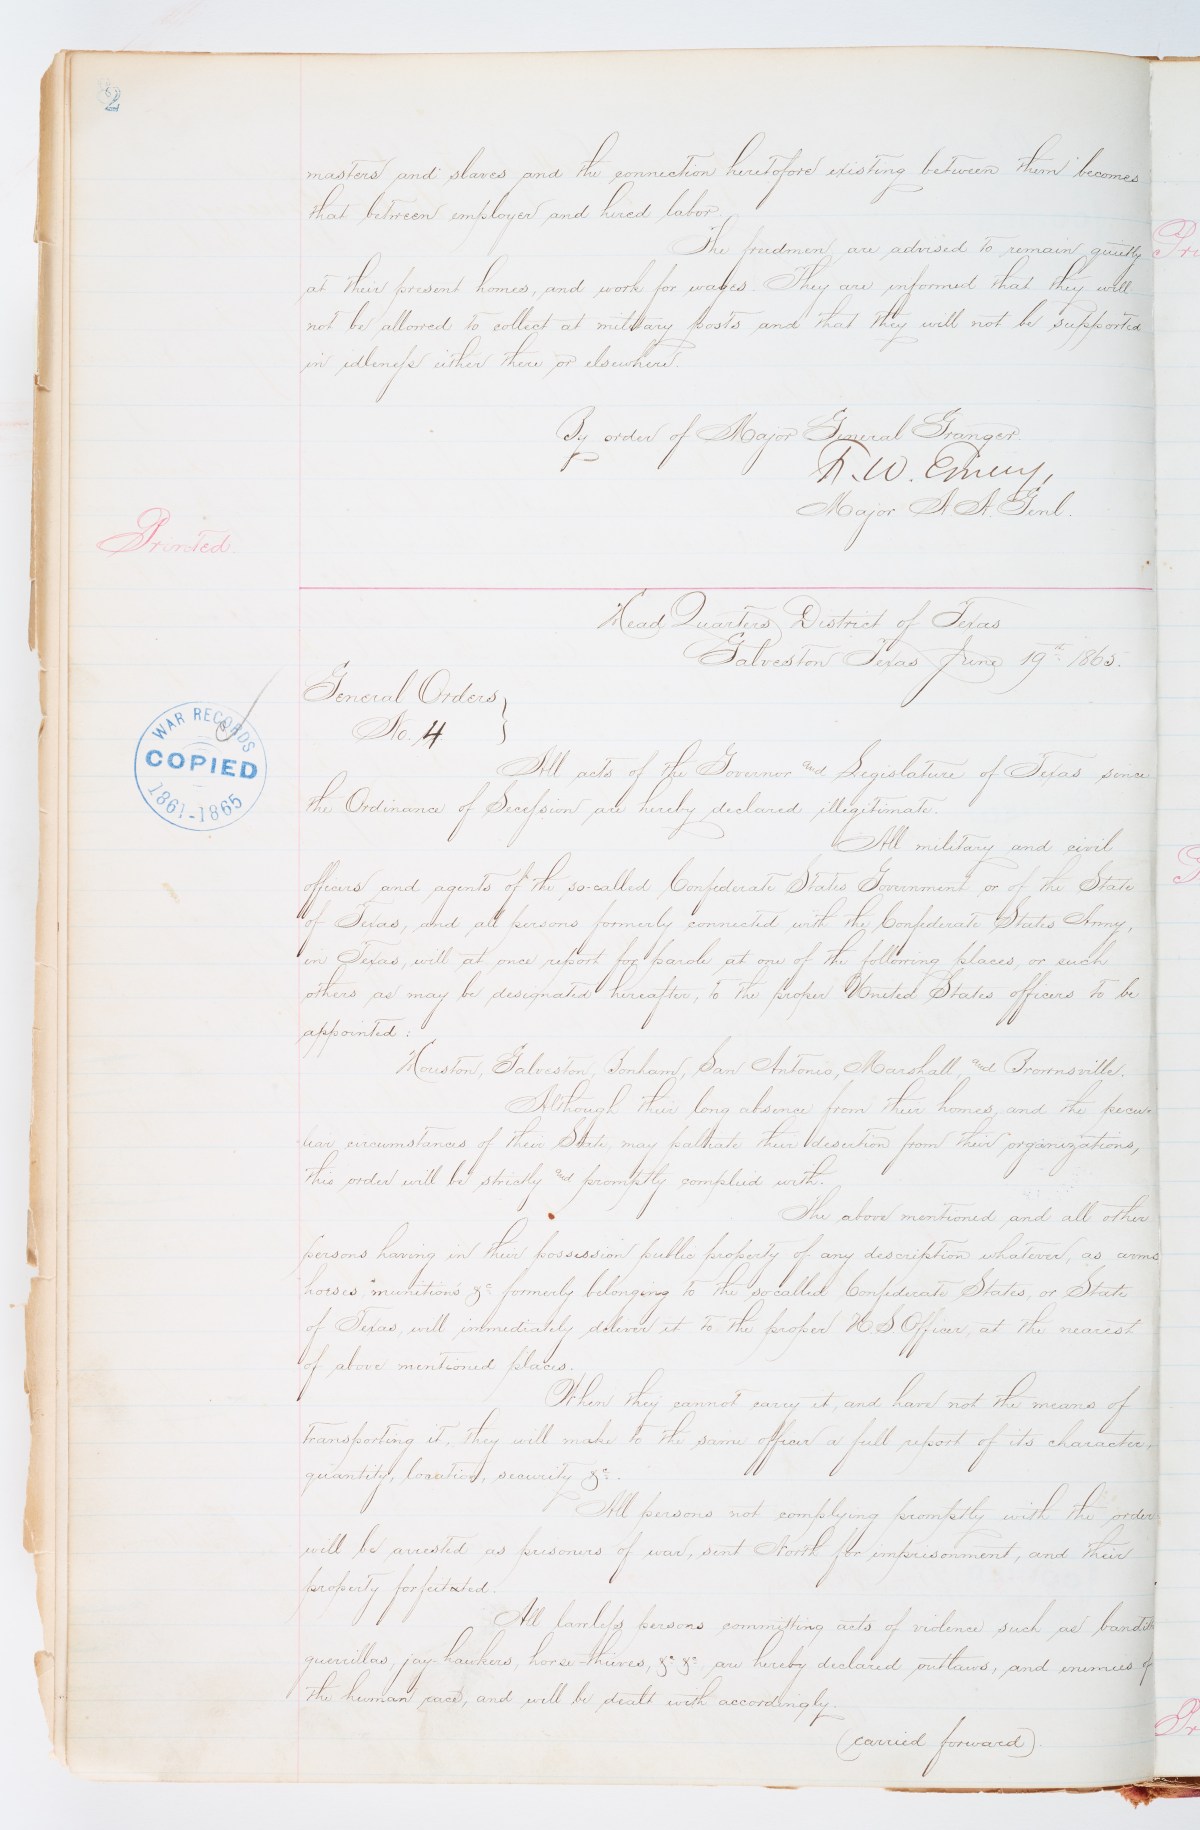 2
masters and slaves and the connection heretofore existing between them becomes
that between employer and hired labor.
The freedmen are advised to remain quietly
at their present homes, and work for wages. They are informed that they will
not be allowed to collect at military posts and that they will not be supported
in idleness either there or elsewhere.
By order of Major General Granger
F. W. Emery,
Major A. A. Genl.
Printed.
Head Quarters District of Texas
Galveston Texas June 19th 1865.
General Orders
No. 4
WAR RECORDS
COPIED
1861-1865
All acts of the Governor and Legislature of Texas since
the Ordinance of Secession are hereby declared illegitimate.
All military and civil
officers and agents of the so-called Confederate States Government or of the State
of Texas, and all persons formerly connected with the Confederate States Army,
in Texas, will at once report for parole at one of the following places, or such
others as may be designated hereafter, to the proper United States officers to be
appointed:
Houston, Galveston, Bonham, San Antonio, Marshall, and Brownsville.
Although their long absence from their homes, and the pecu-
liar circumstances of their State, may palliate their desertion from their organizations,
this order will be strictly and promptly complied with.
The above mentioned and all other
persons having in their possession public property of any description whatever, as arms
horses, munitions &c formerly belonging to the so called Confederate States, or State
of Texas, will immediately deliver it to the proper U S Officer, at the nearest
of above mentioned places.
When they cannot carry it, and have not the means of
transporting it, they will make to the same officer a full report of its character,
quantity, location, security &c.
All persons not complying promptly with the order
will be arrested as prisoners of war, sent North for imprisonment, and their
property forfeited.
All lawless persons committing acts of violence such as banditti
guerrillas, jay-hawkers, horse-thieves, &c &c, are hereby declared outlaws, and enemies of
the human race, and will be dealt with accordingly.
(carried forward).